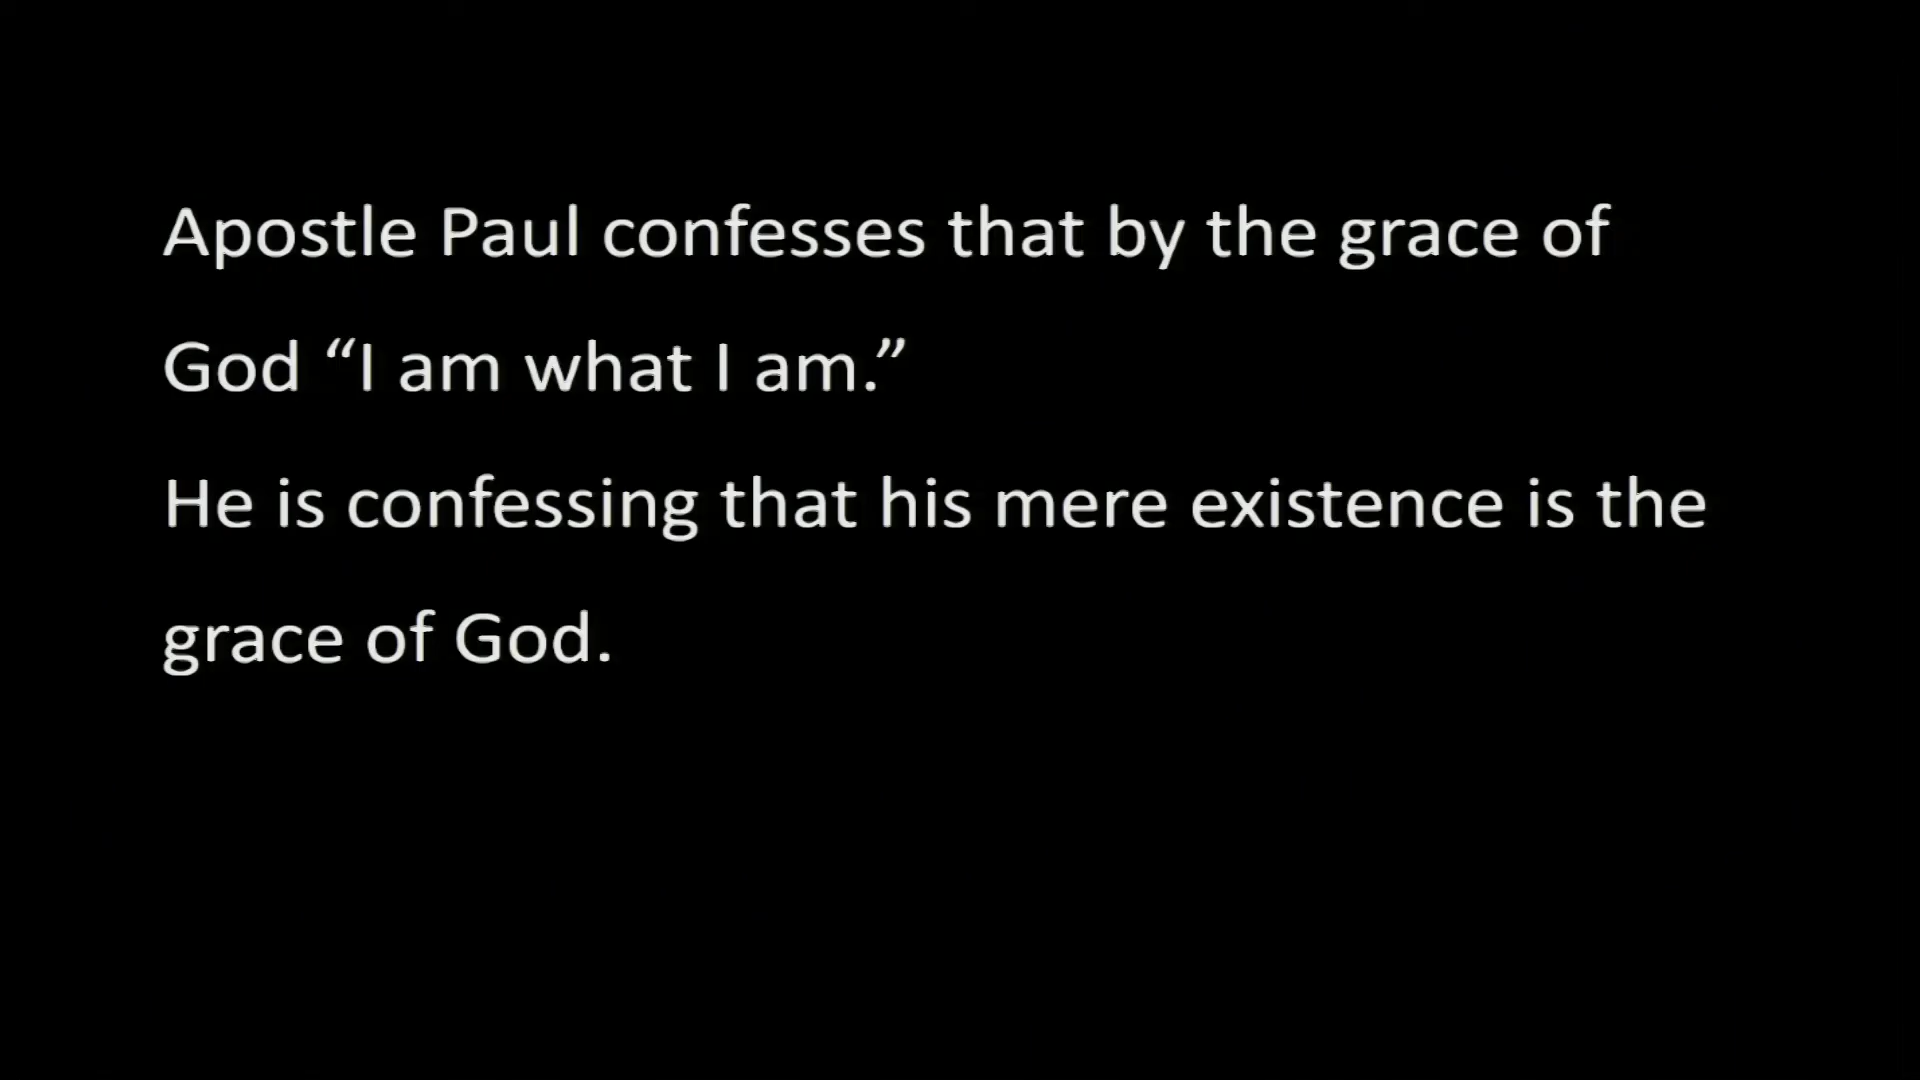 Apostle Paul confesses that by the grace of
God “I am what I am.”
He is confessing that his mere existence is the
grace of God.